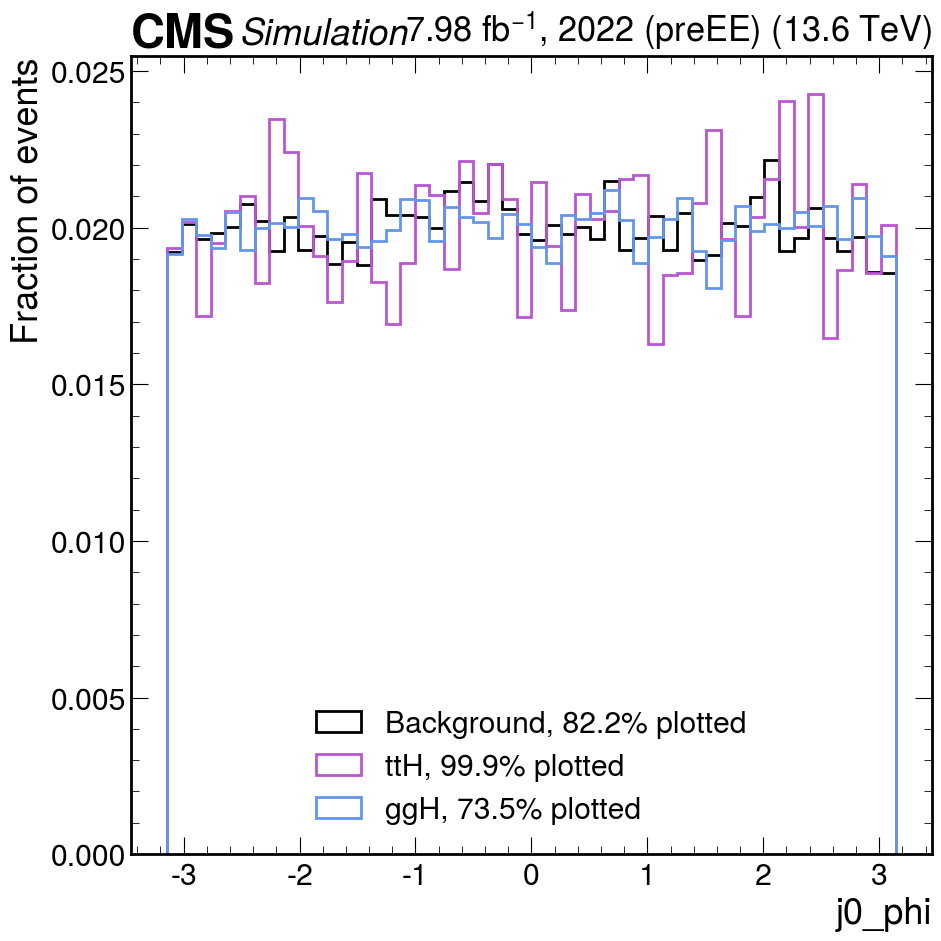 CMS Simulation 7.98 fb⁻¹, 2022 (preEE) (13.6 TeV)
Fraction of events
0.025
0.020
0.015
0.010
0.005
0.000
Background, 82.2% plotted
ttH, 99.9% plotted
ggH, 73.5% plotted
-3 -2 -1 0 1 2 3
j0_phi